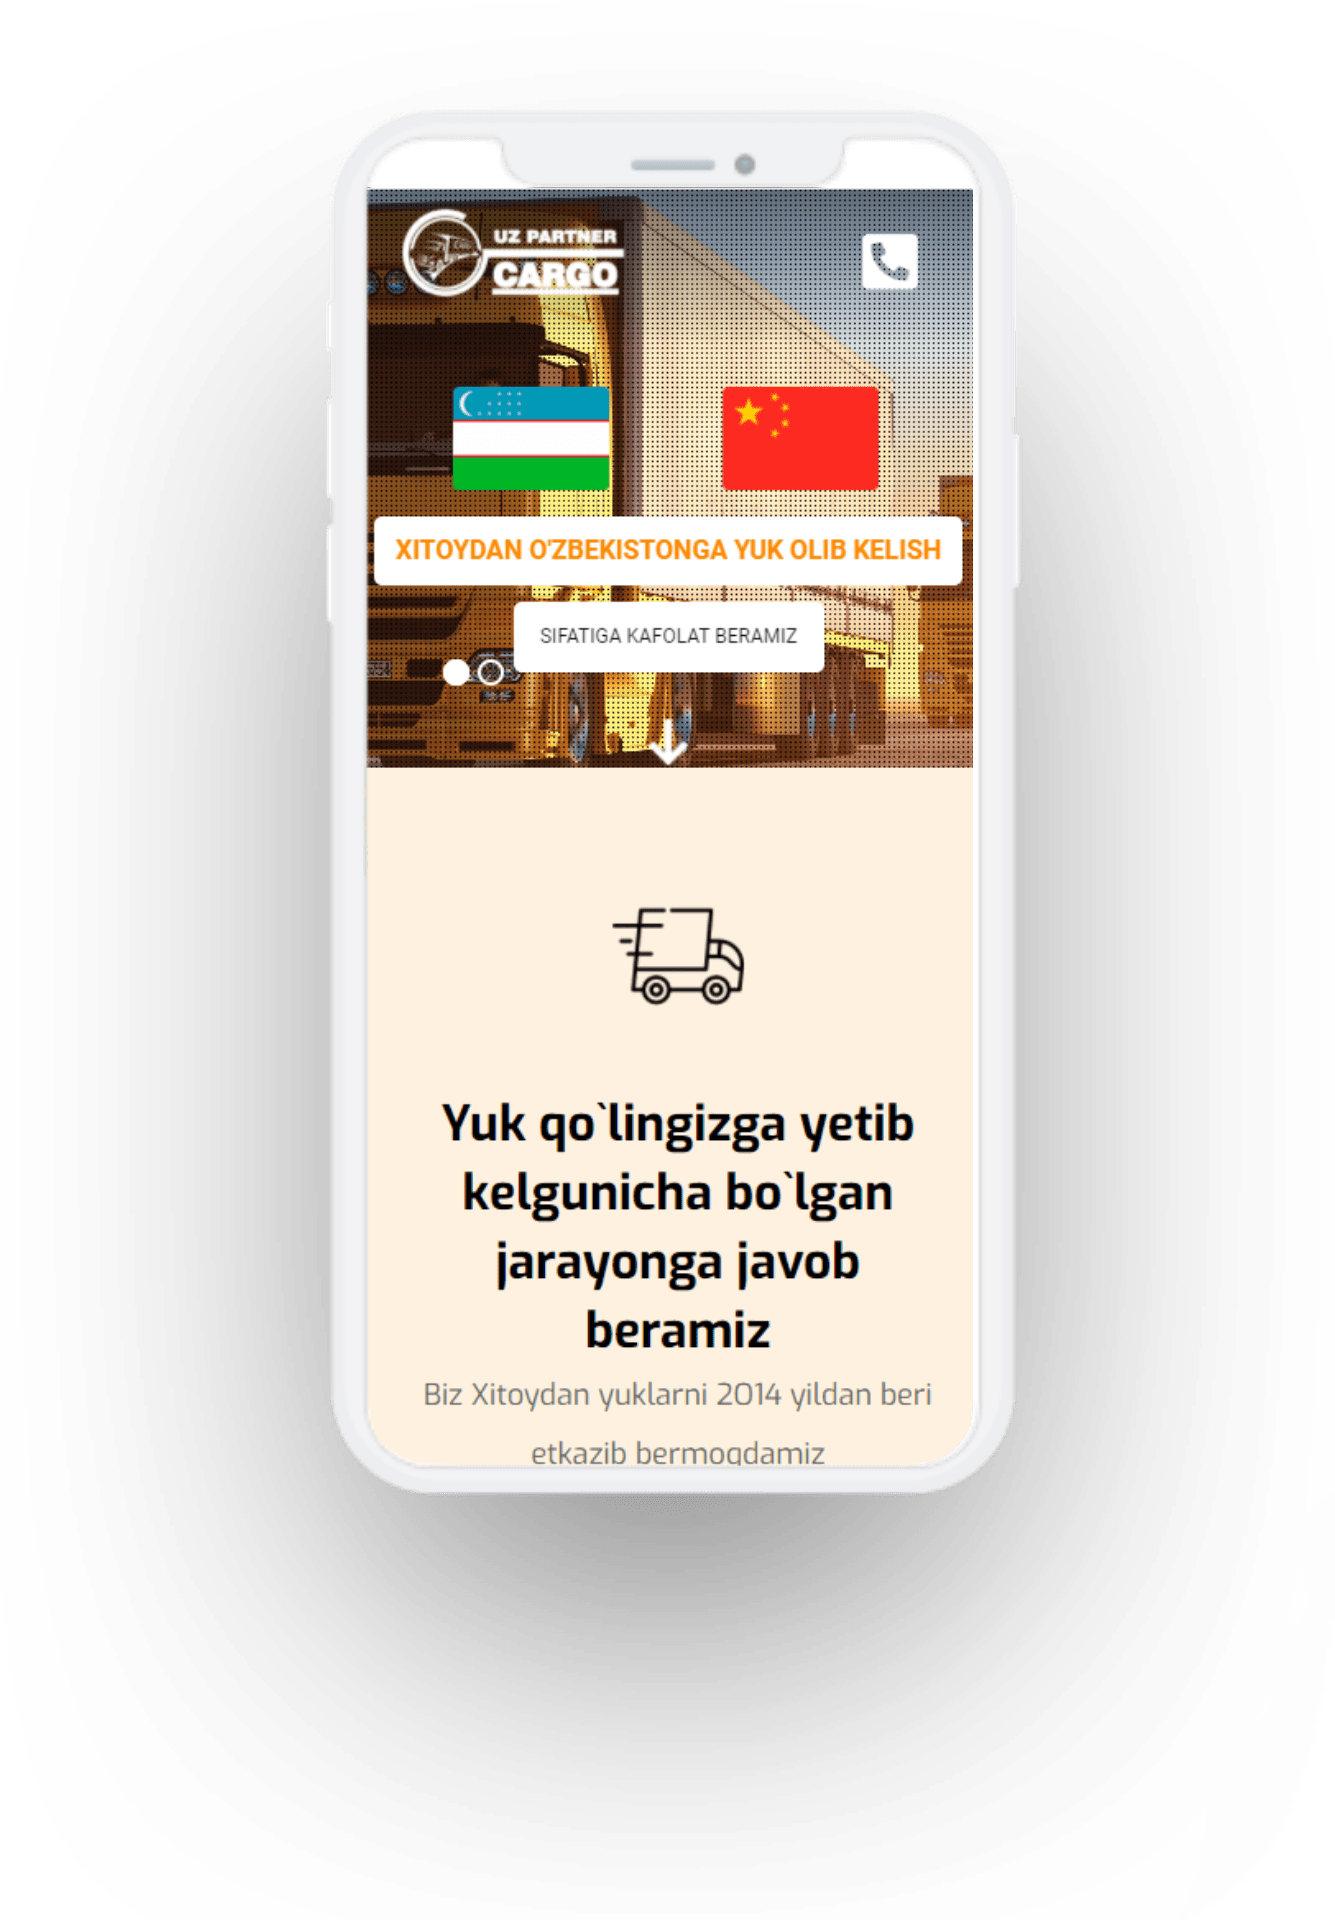 UZ PARTNER
CARGO
XITOYDAN O'ZBEKISTONGA YUK OLIB KELISH
SIFATIGA KAFOLAT BERAMIZ
Yuk qo`lingizga yetib
kelgunicha bo`lgan
jarayonga javob
beramiz
Biz Xitoydan yuklarni 2014 yildan beri
etkazib bermoqdamiz